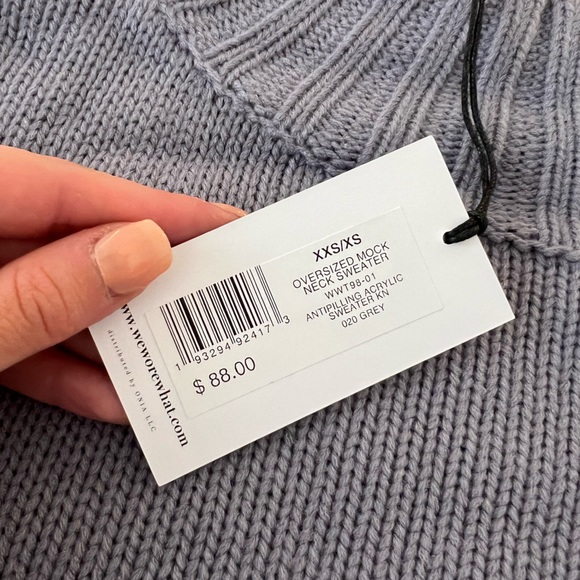 XXS/XS
OVERSIZED MOCK
NECK SWEATER
WWT98-01
ANTIPILLING ACRYLIC
SWEATER KN
020 GREY
1 93294 92417 3
$ 88.00
www.weworewhat.com
distributed by ONIA LLC